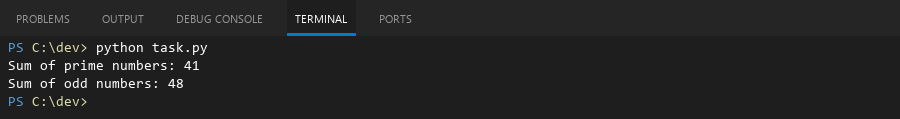 PROBLEMS OUTPUT DEBUG CONSOLE TERMINAL PORTS
PS C:\dev> python task.py
Sum of prime numbers: 41
Sum of odd numbers: 48
PS C:\dev>